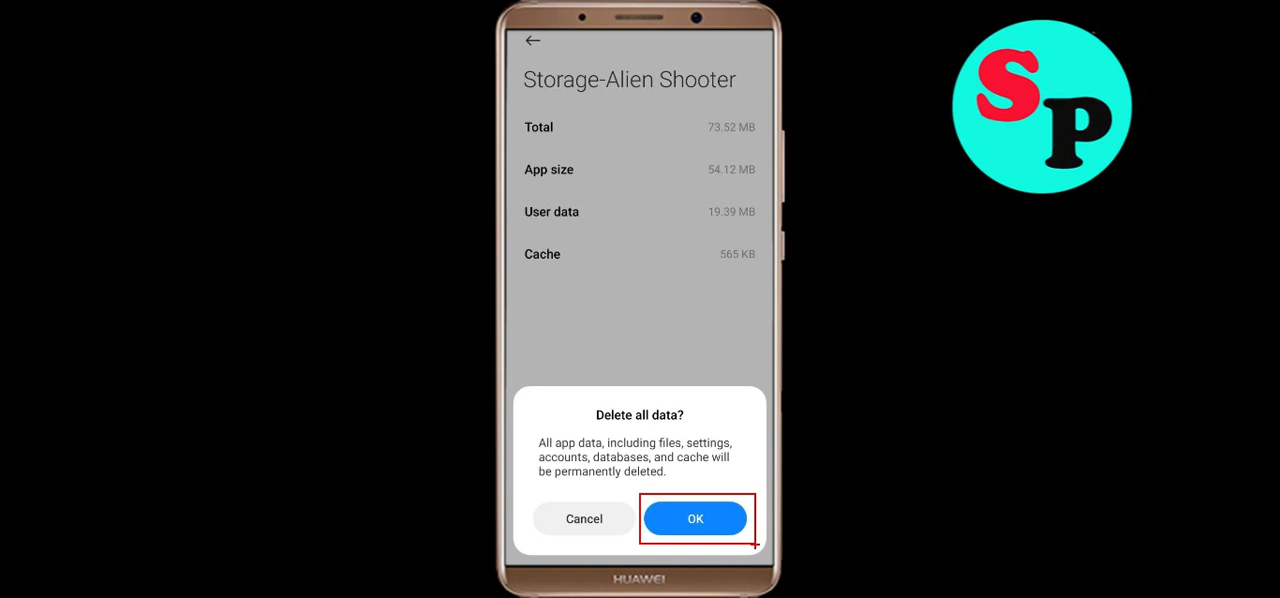 Storage-Alien Shooter
Total 73.52 MB
App size 54.12 MB
User data 19.39 MB
Cache 565 KB
Delete all data?
All app data, including files, settings,
accounts, databases, and cache will
be permanently deleted.
Cancel OK
HUAWEI
SP